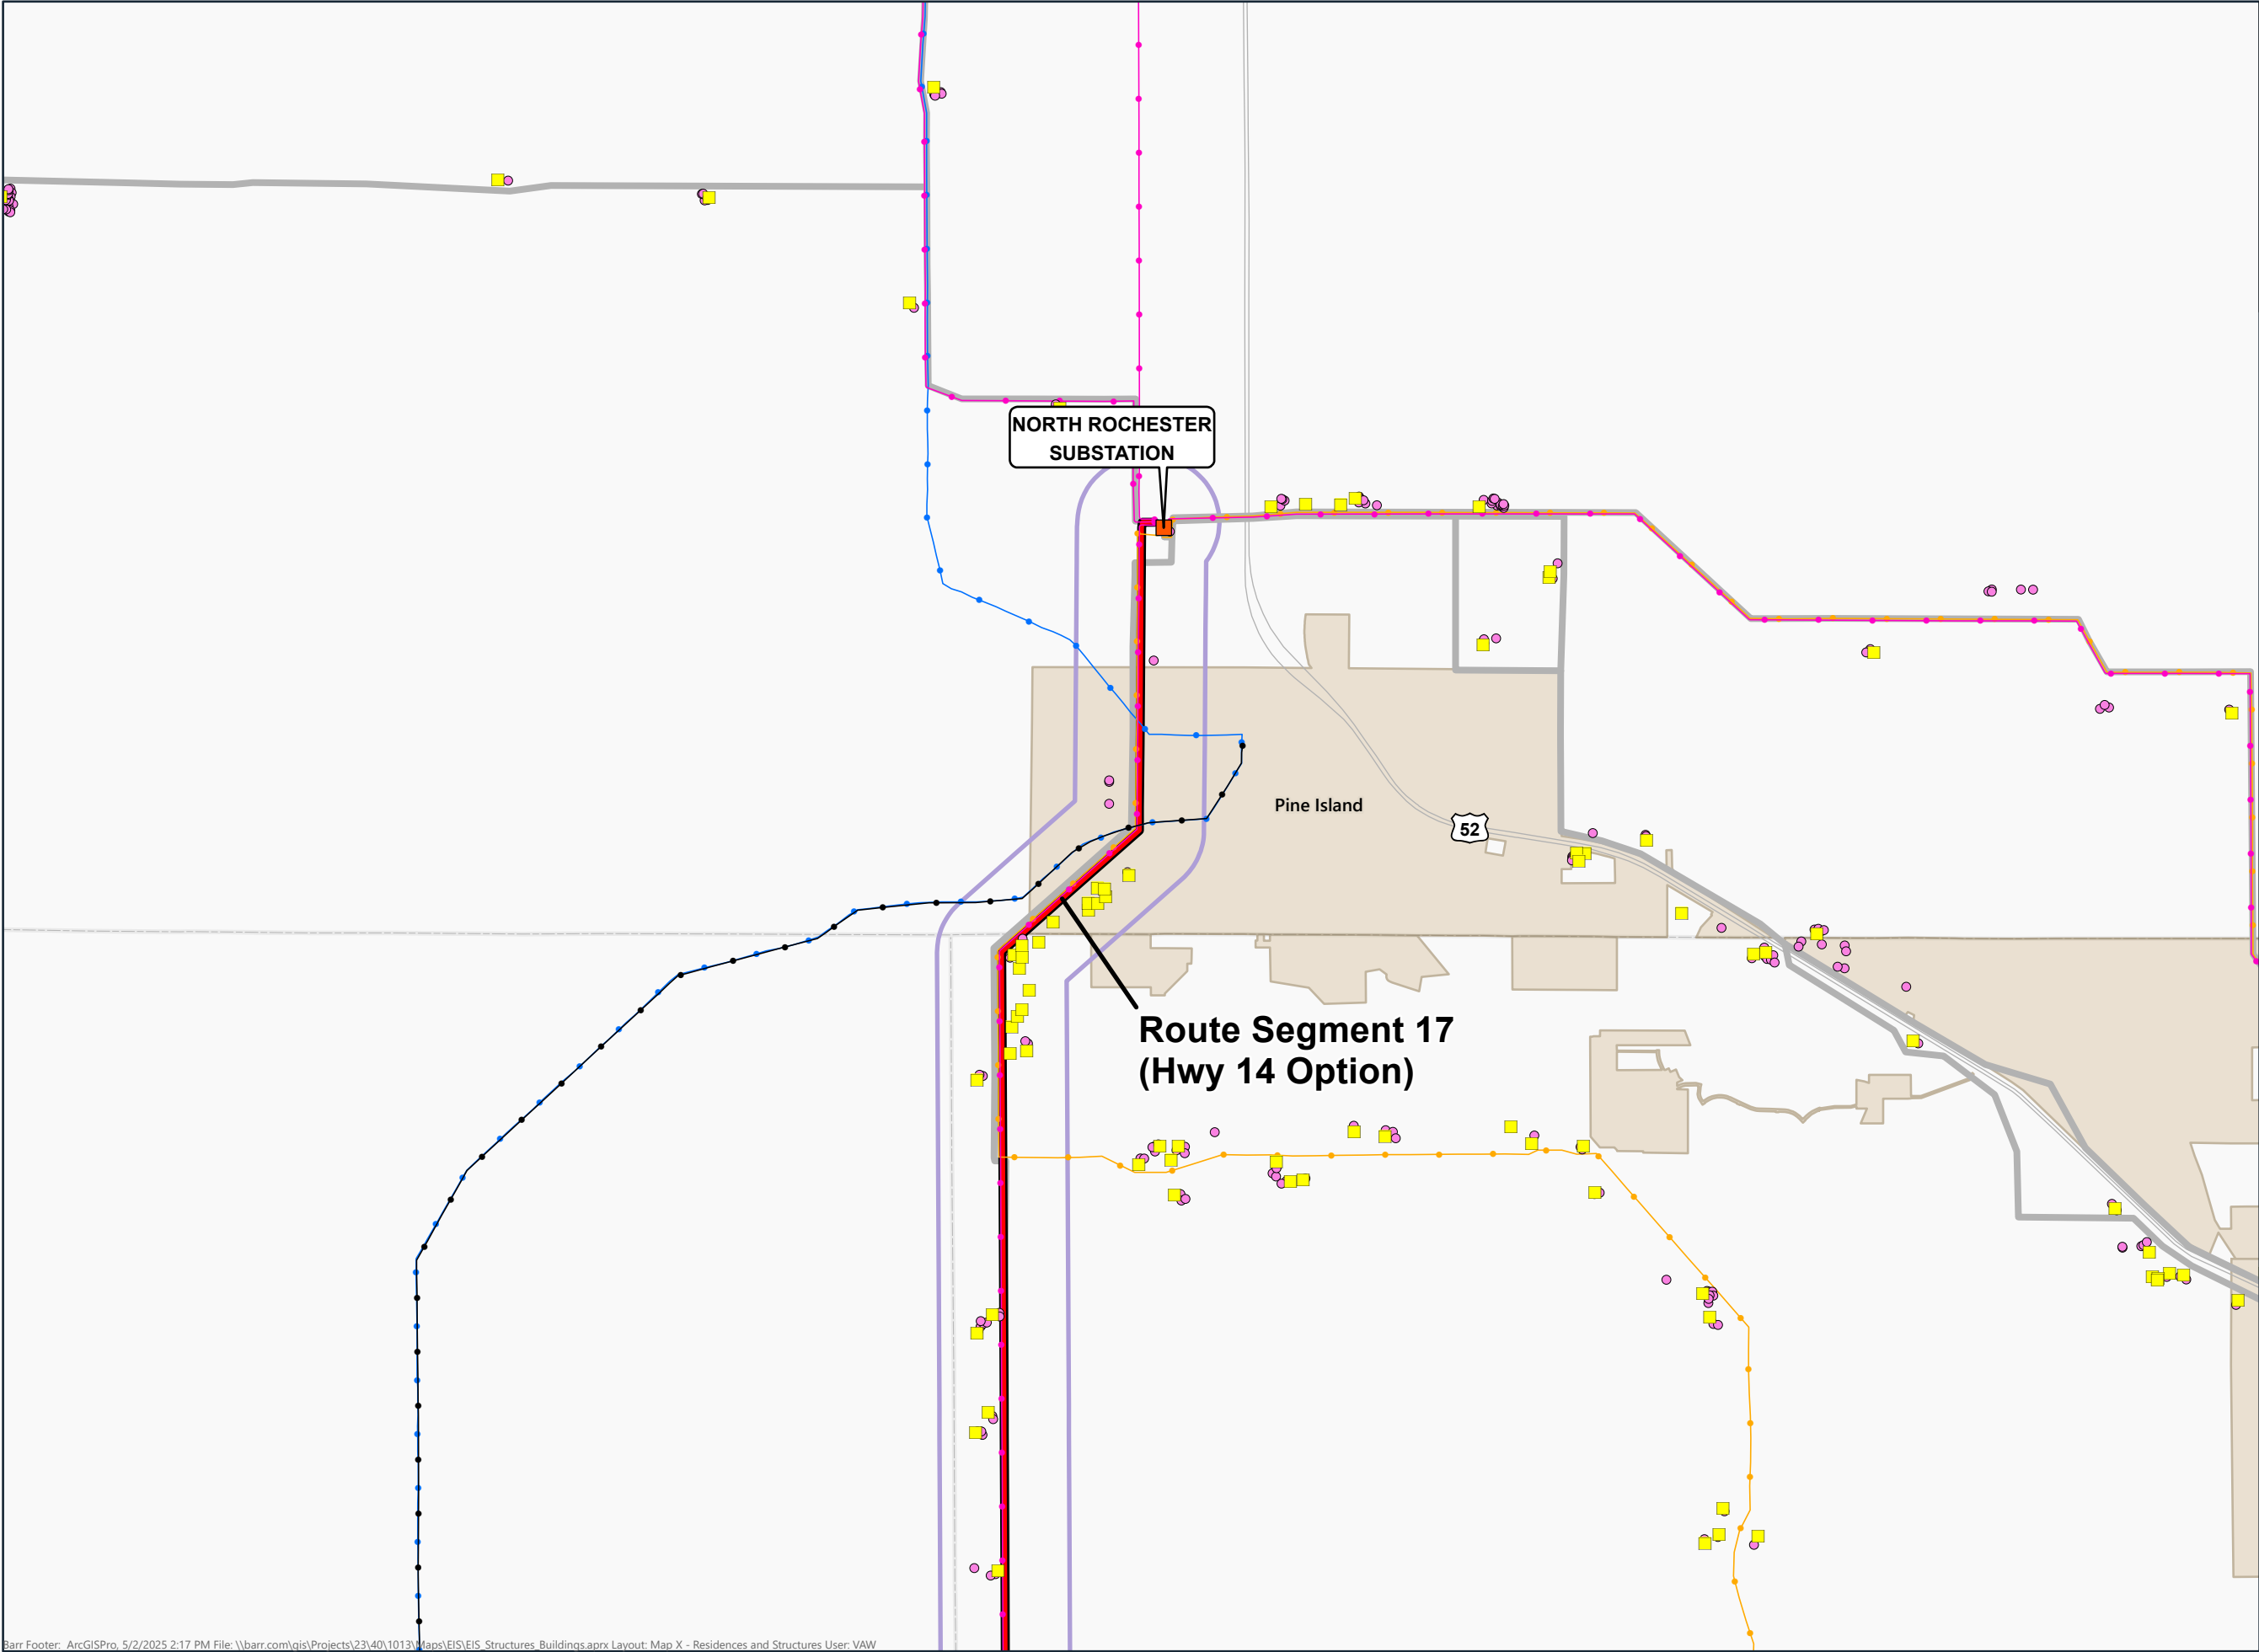 NORTH ROCHESTER
SUBSTATION
Pine Island
52
Route Segment 17
(Hwy 14 Option)
Barr Footer: ArcGISPro, 5/2/2025 2:17 PM File: \\barr.com\gis\Projects\23\40\1013\Maps\EIS\EIS_Structures_Buildings.aprx Layout: Map X - Residences and Structures User: VAW